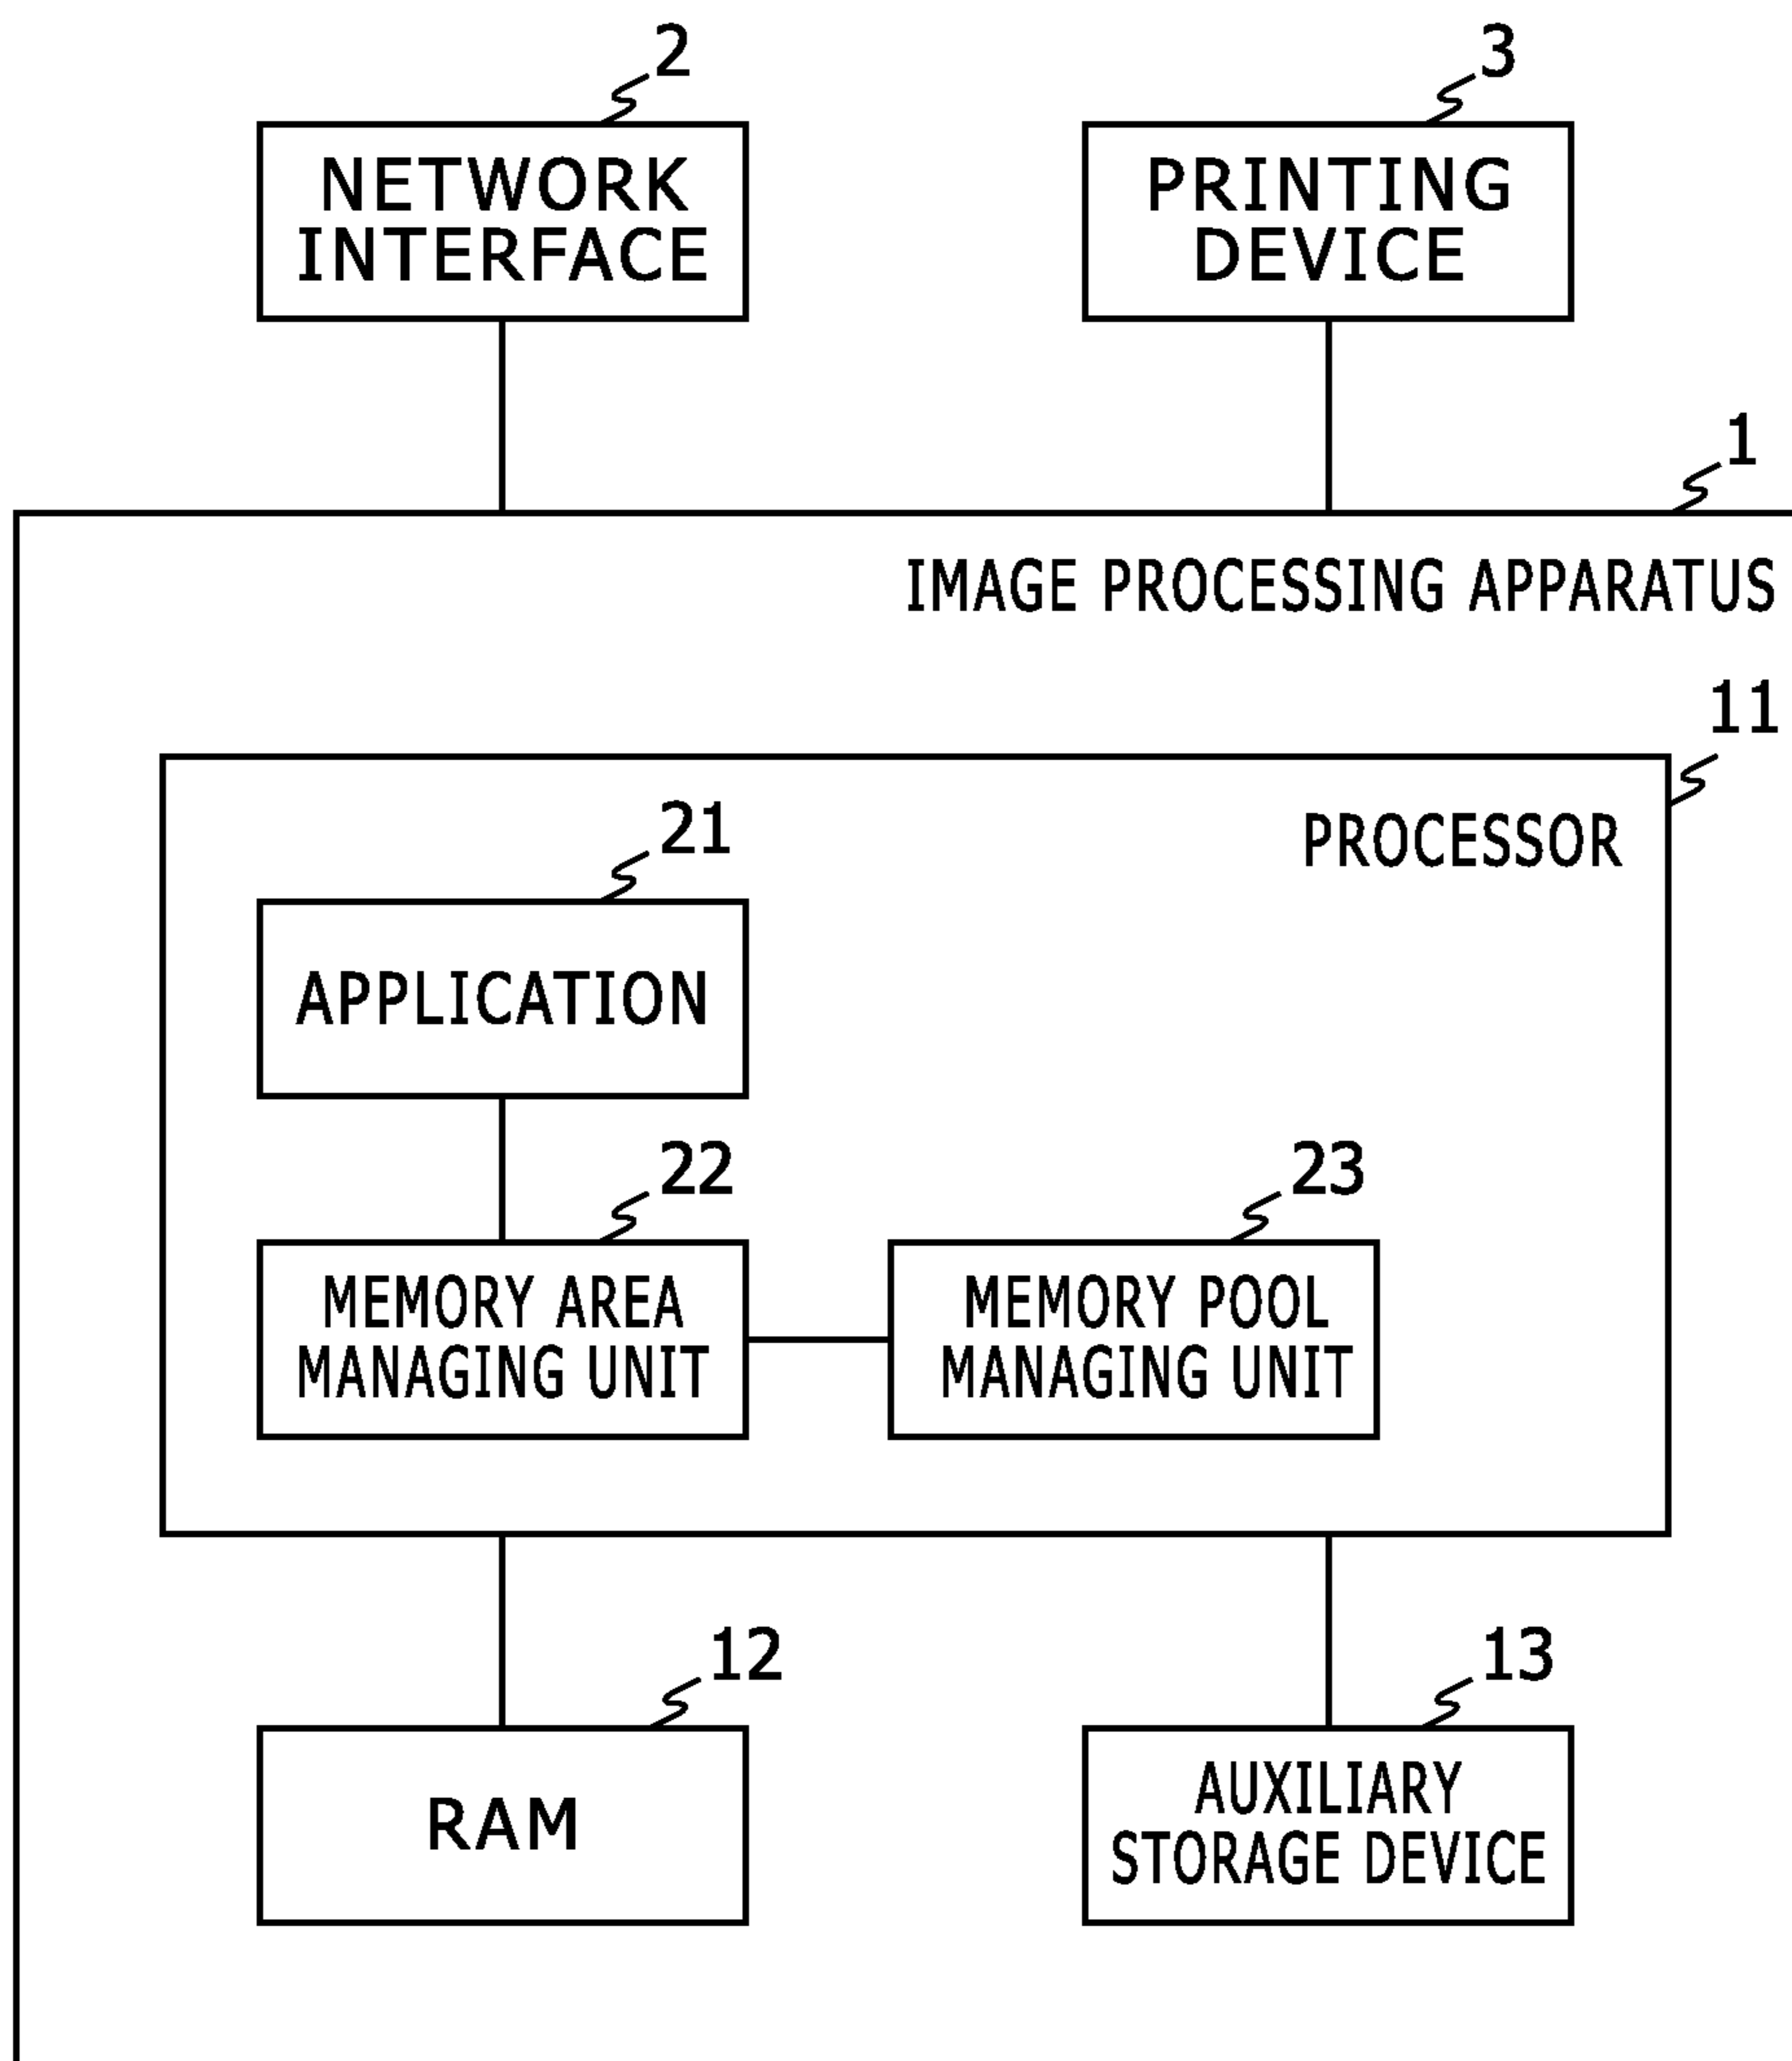 2
3
NETWORK
INTERFACE
PRINTING
DEVICE
1
IMAGE PROCESSING APPARATUS
11
PROCESSOR
21
APPLICATION
22
23
MEMORY AREA
MANAGING UNIT
MEMORY POOL
MANAGING UNIT
12
13
RAM
AUXILIARY
STORAGE DEVICE